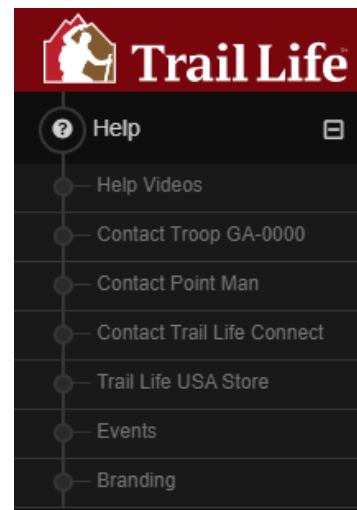 Trail Life
Help
Help Videos
Contact Troop GA-0000
Contact Point Man
Contact Trail Life Connect
Trail Life USA Store
Events
Branding